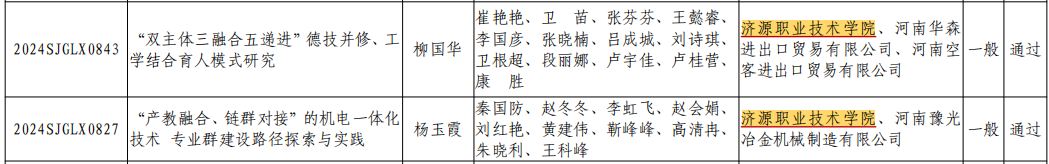 2024SJGLX0843
“双主体三融合五递进”德技并修、工
学结合育人模式研究
柳国华
崔艳艳、卫　苗、张芬芬、王懿睿、
李国彦、张晓楠、吕成城、刘诗琪、
卫根超、段丽娜、卢宇佳、卢桂营、
康　胜
济源职业技术学院、河南华森
进出口贸易有限公司、河南空
客进出口贸易有限公司
一般
通过
2024SJGLX0827
“产教融合、链群对接”的机电一体化
技术 专业群建设路径探索与实践
杨玉霞
秦国防、赵冬冬、李虹飞、赵会娟、
刘红艳、黄建伟、靳峰峰、高清冉、
朱晓利、王科峰
济源职业技术学院、河南豫光
冶金机械制造有限公司
一般
通过